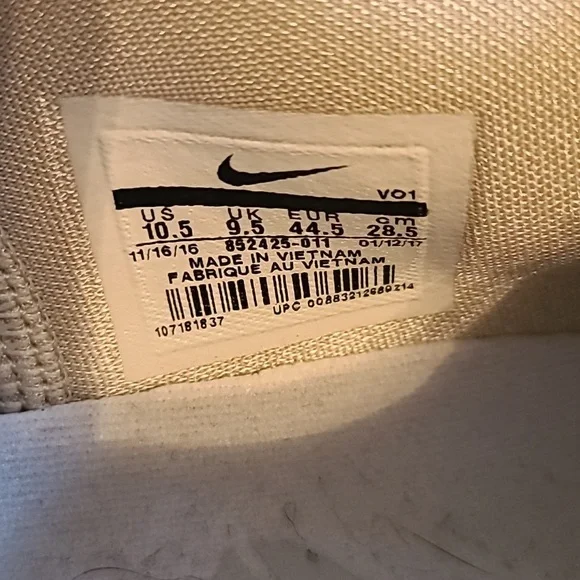 VO1
US UK EUR cm
10.5 9.5 44.5 28.5
11/16/16 852425-011 01/12/17
MADE IN VIETNAM
FABRIQUE AU VIETNAM
107181837 UPC